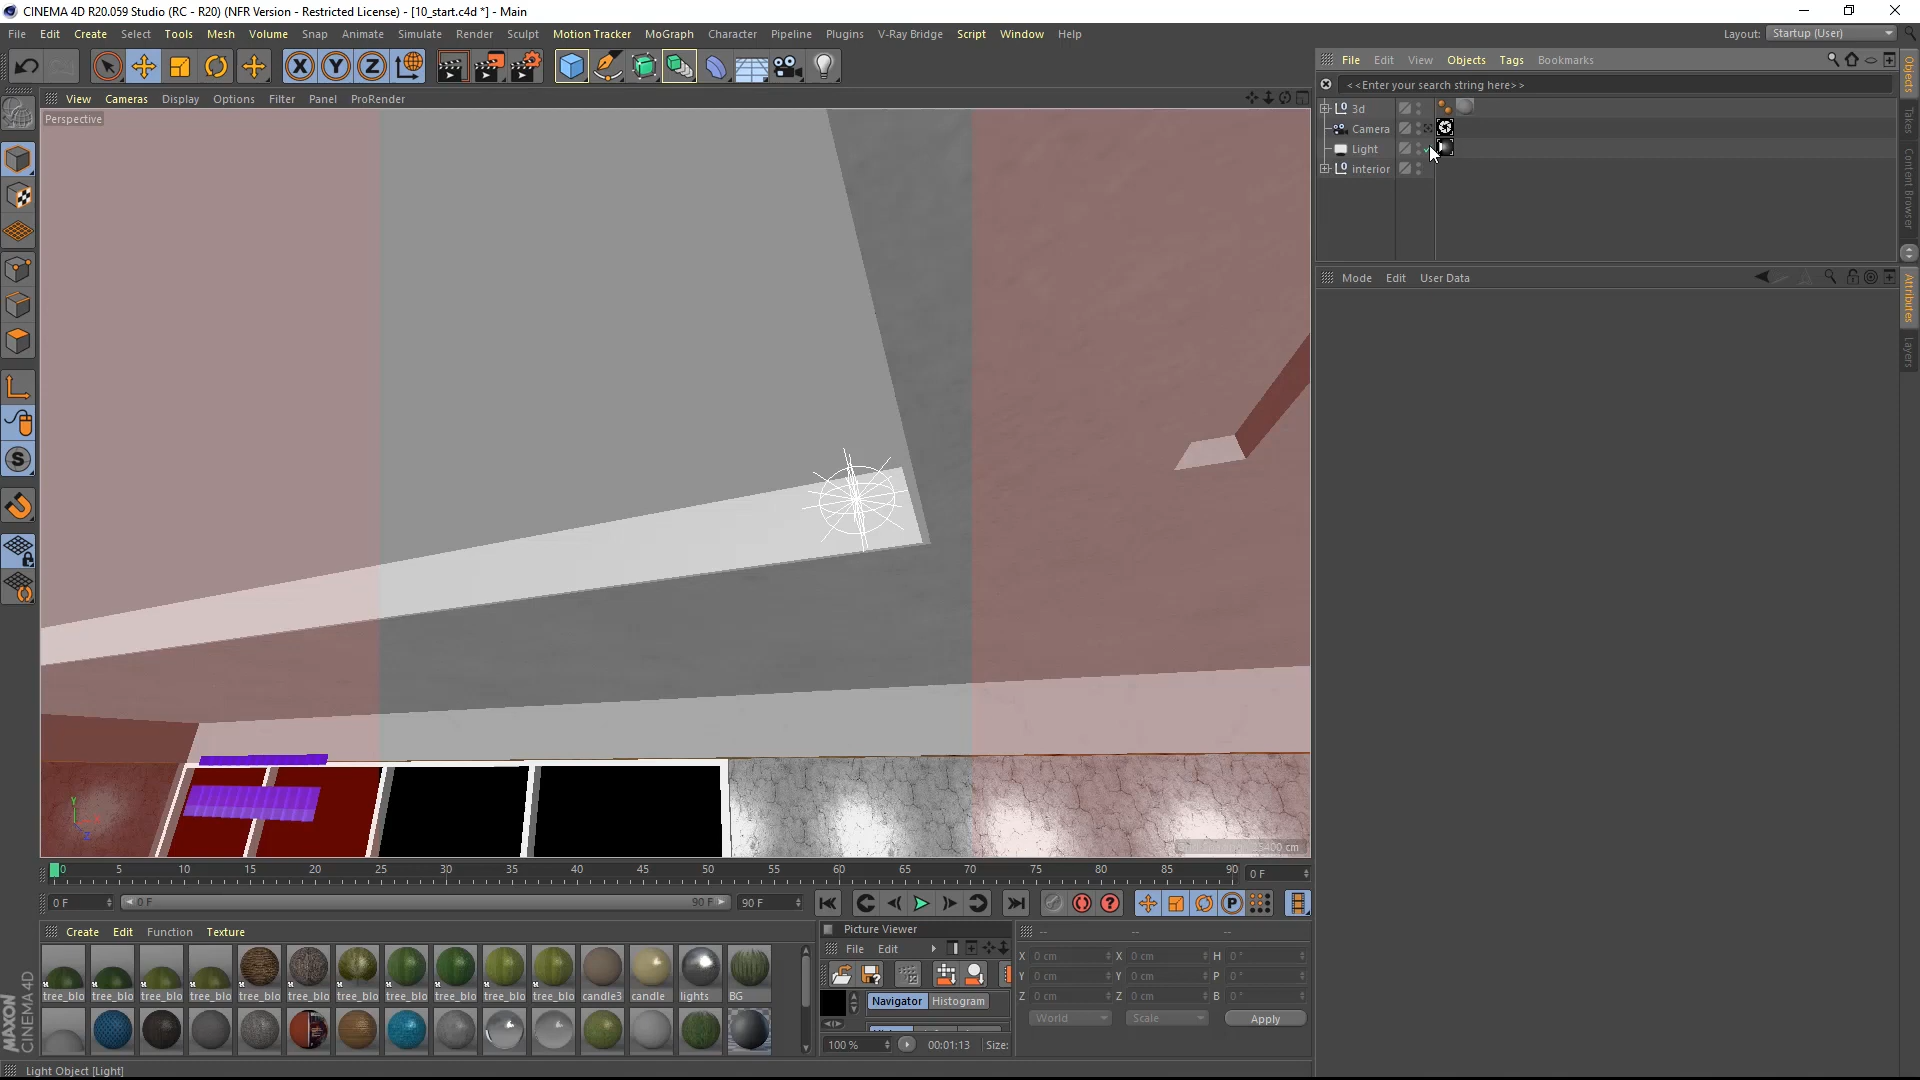 CINEMA 4D R20.059 Studio (RC - R20) (NFR Version - Restricted License) - [10_start.c4d *] - Main
File Edit Create Select Tools Mesh Volume Snap Animate Simulate Render Sculpt Motion Tracker MoGraph Character Pipeline Plugins V-Ray Bridge Script Window Help Layout: Startup (User)
X Y Z
File Edit View Objects Tags Bookmarks
View Cameras Display Options Filter Panel ProRender
<<Enter your search string here>>
Perspective
3d
Camera
Light
interior
Objects
Takes
Content Browser
Mode Edit User Data
Attributes
Layers
0 5 10 15 20 25 30 35 40 45 50 55 60 65 70 75 80 85 90 0 F
0 F 0 F 90 F 90 F
Create Edit Function Texture
Picture Viewer
File Edit
-- -- --
tree_blo tree_blo tree_blo tree_blo tree_blo tree_blo tree_blo tree_blo tree_blo tree_blo tree_blo candle3 candle lights BG
X 0 cm X 0 cm H 0 °
Y 0 cm Y 0 cm P 0 °
Z 0 cm Z 0 cm B 0 °
Navigator Histogram
World Scale Apply
100 % 00:01:13 Size:
MAXON
CINEMA 4D
Light Object [Light]